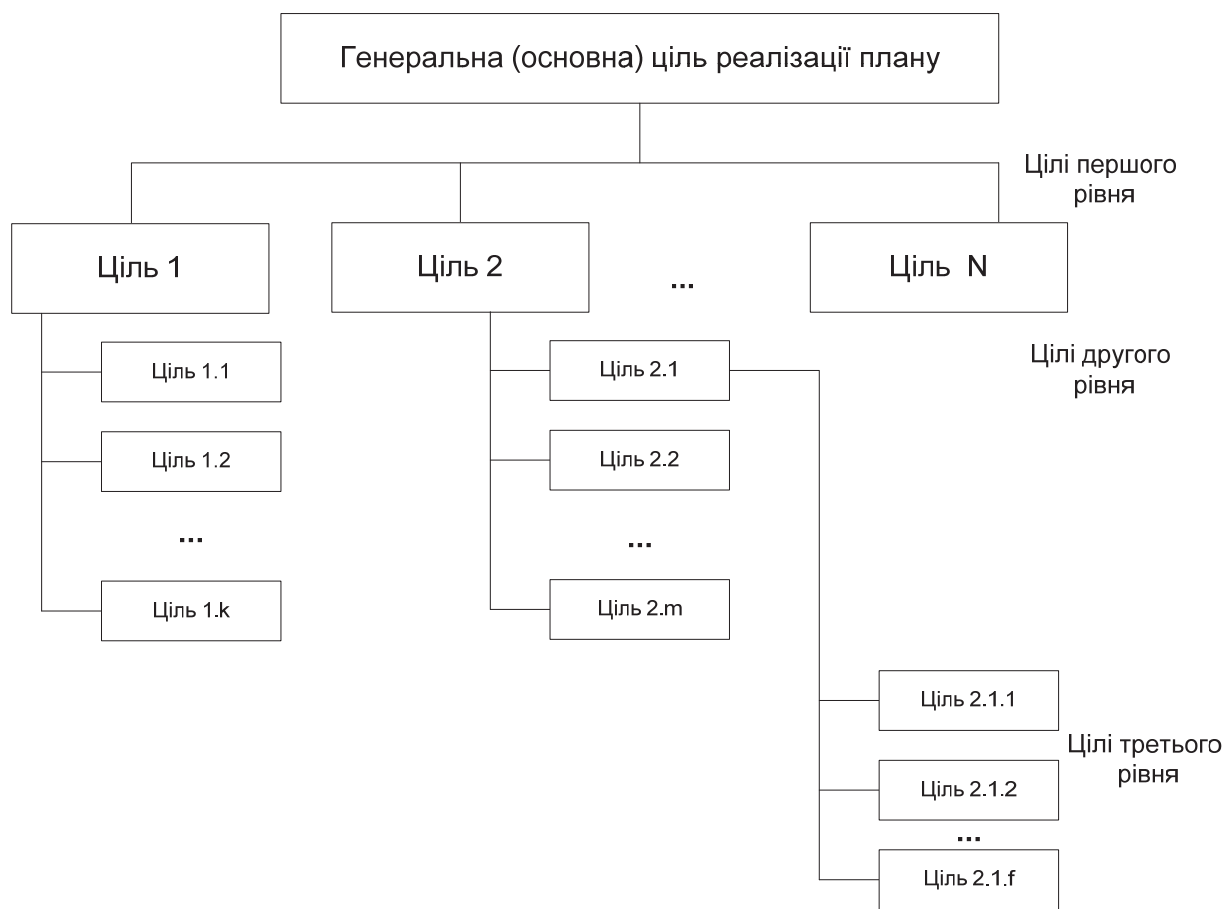 Генеральна (основна) ціль реалізації плану
Цілі першого
рівня
Ціль 1
Ціль 2
...
Ціль N
Цілі другого
рівня
Ціль 1.1
Ціль 1.2
...
Ціль 1.k
Ціль 2.1
Ціль 2.2
...
Ціль 2.m
Ціль 2.1.1
Ціль 2.1.2
...
Ціль 2.1.f
Цілі третього
рівня